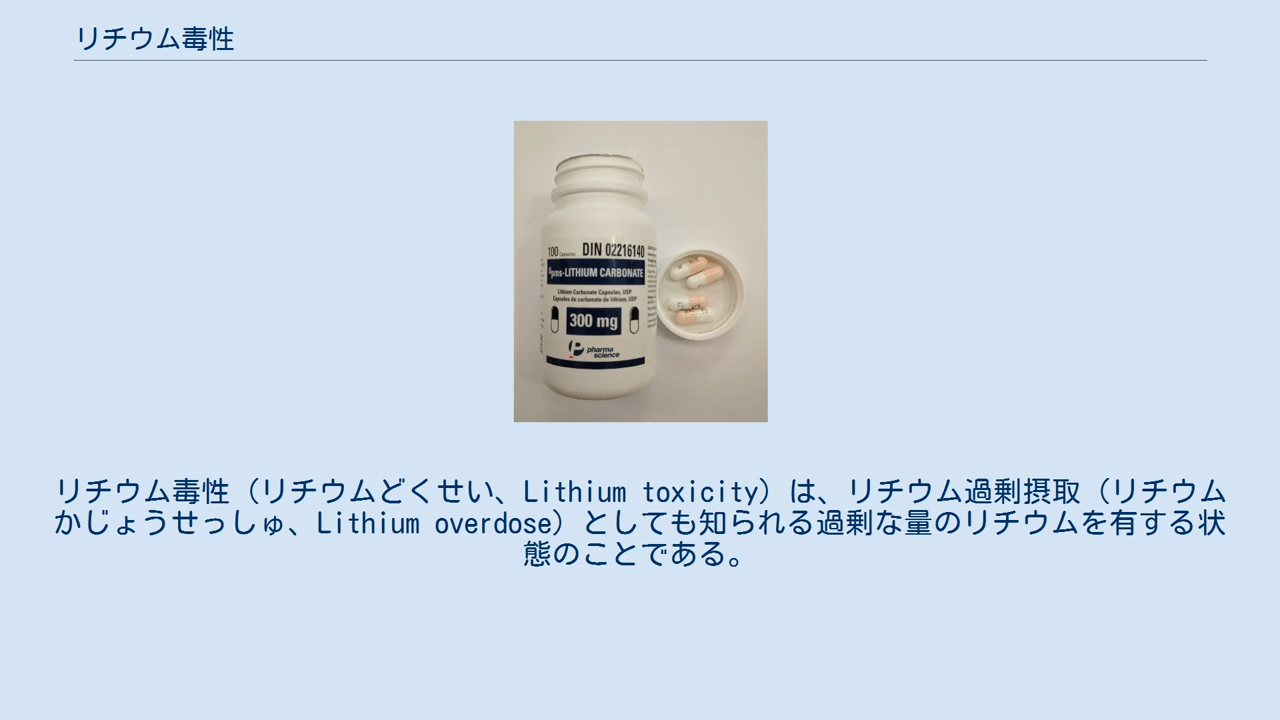 リチウム毒性
100 Capsules DIN 02216140
pms-LITHIUM CARBONATE
Lithium Carbonate Capsules, USP
Capsules de carbonate de lithium, USP
300 mg
pharma
science
リチウム毒性（リチウムどくせい、Lithium toxicity）は、リチウム過剰摂取（リチウム
かじょうせっしゅ、Lithium overdose）としても知られる過剰な量のリチウムを有する状
態のことである。